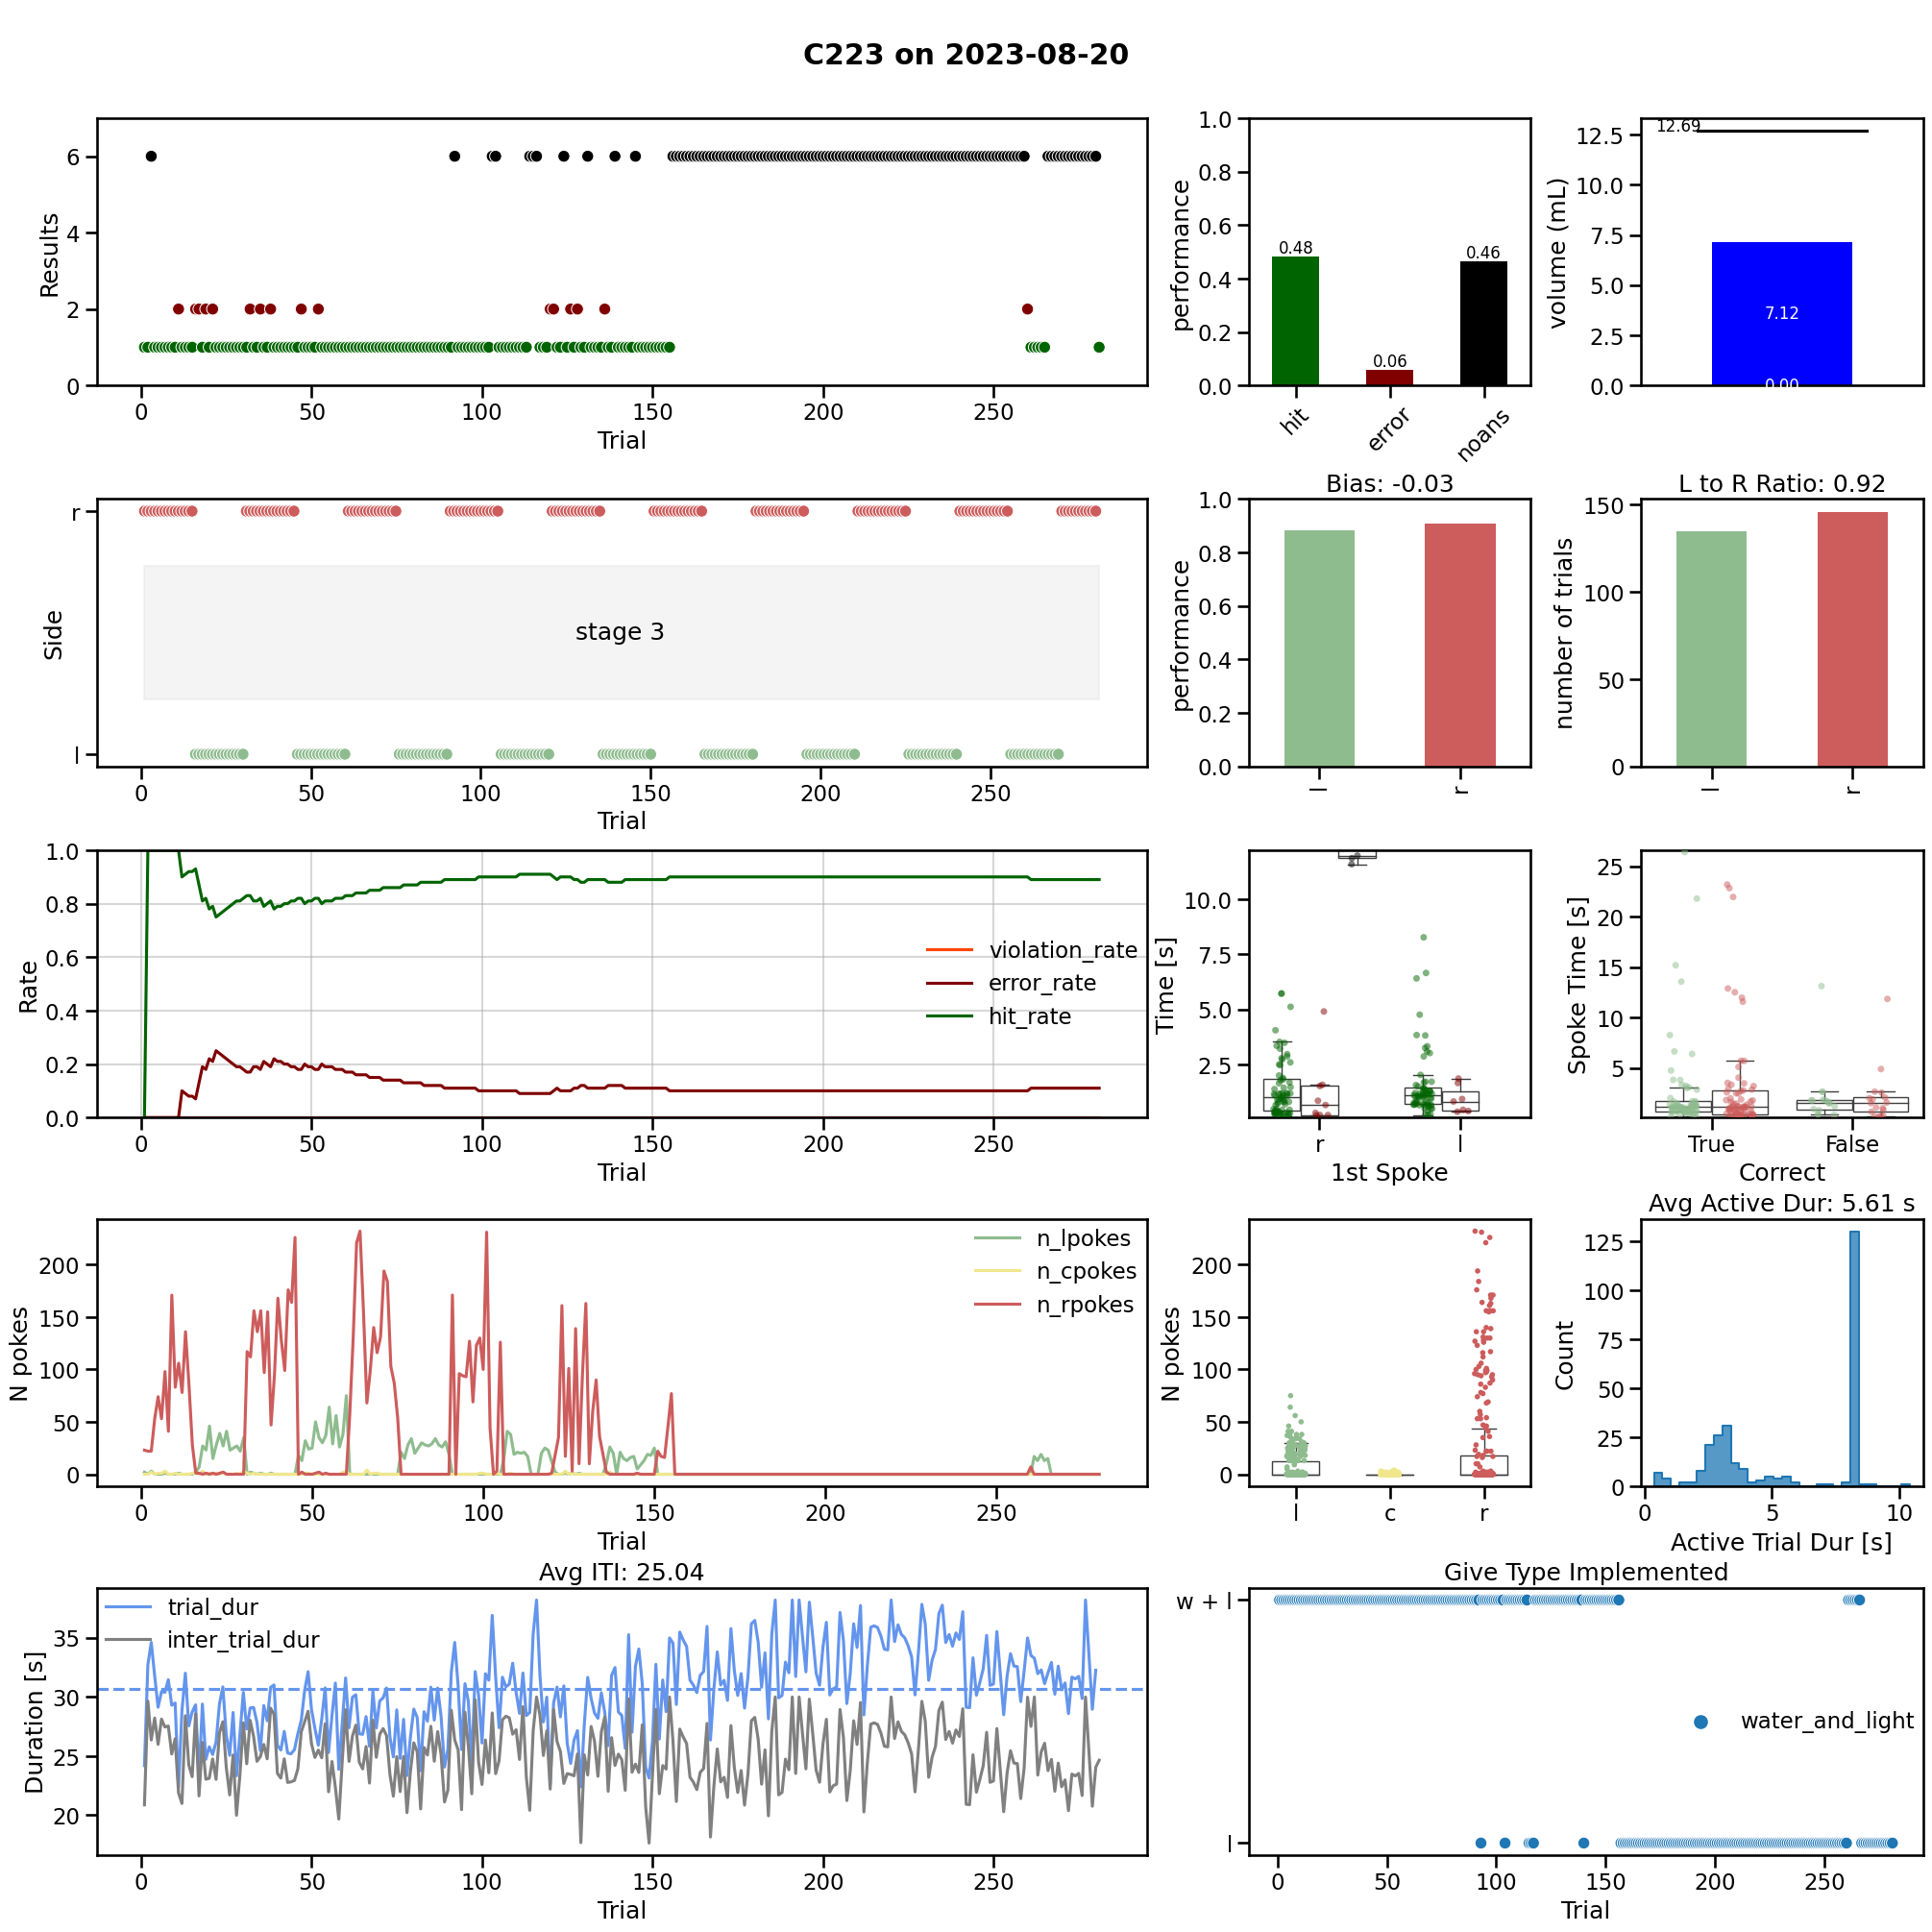 C223 on 2023-08-20
Results
6
4
2
0
0 50 100 150 200 250
Trial
performance
1.0
0.8
0.6
0.4
0.2
0.0
0.48
0.06
0.46
hit error noans
volume (mL)
12.5
10.0
7.5
5.0
2.5
0.0
12.69
7.12
0.00
Side
r
l
stage 3
0 50 100 150 200 250
Trial
Bias: -0.03
performance
1.0
0.8
0.6
0.4
0.2
0.0
l r
L to R Ratio: 0.92
number of trials
150
100
50
0
l r
Rate
1.0
0.8
0.6
0.4
0.2
0.0
violation_rate
error_rate
hit_rate
0 50 100 150 200 250
Trial
Time [s]
10.0
7.5
5.0
2.5
r l
1st Spoke
Spoke Time [s]
25
20
15
10
5
True False
Correct
N pokes
200
150
100
50
0
n_lpokes
n_cpokes
n_rpokes
0 50 100 150 200 250
Trial
N pokes
200
150
100
50
0
l c r
Avg Active Dur: 5.61 s
Count
125
100
75
50
25
0
0 5 10
Active Trial Dur [s]
Avg ITI: 25.04
Duration [s]
35
30
25
20
trial_dur
inter_trial_dur
0 50 100 150 200 250
Trial
Give Type Implemented
w + l
l
water_and_light
0 50 100 150 200 250
Trial